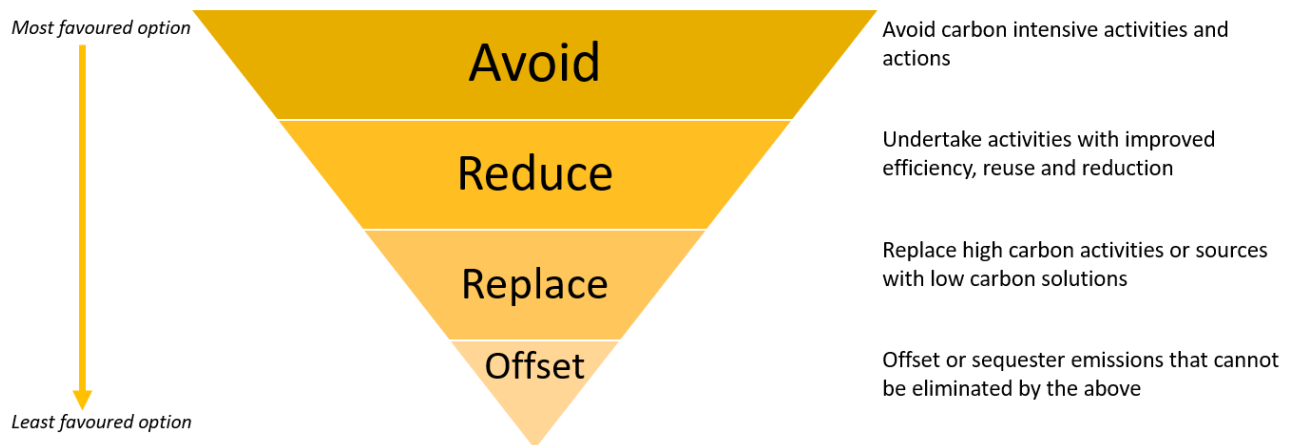 Most favoured option
Avoid
Avoid carbon intensive activities and
actions
Reduce
Undertake activities with improved
efficiency, reuse and reduction
Replace
Replace high carbon activities or sources
with low carbon solutions
Offset
Offset or sequester emissions that cannot
be eliminated by the above
Least favoured option